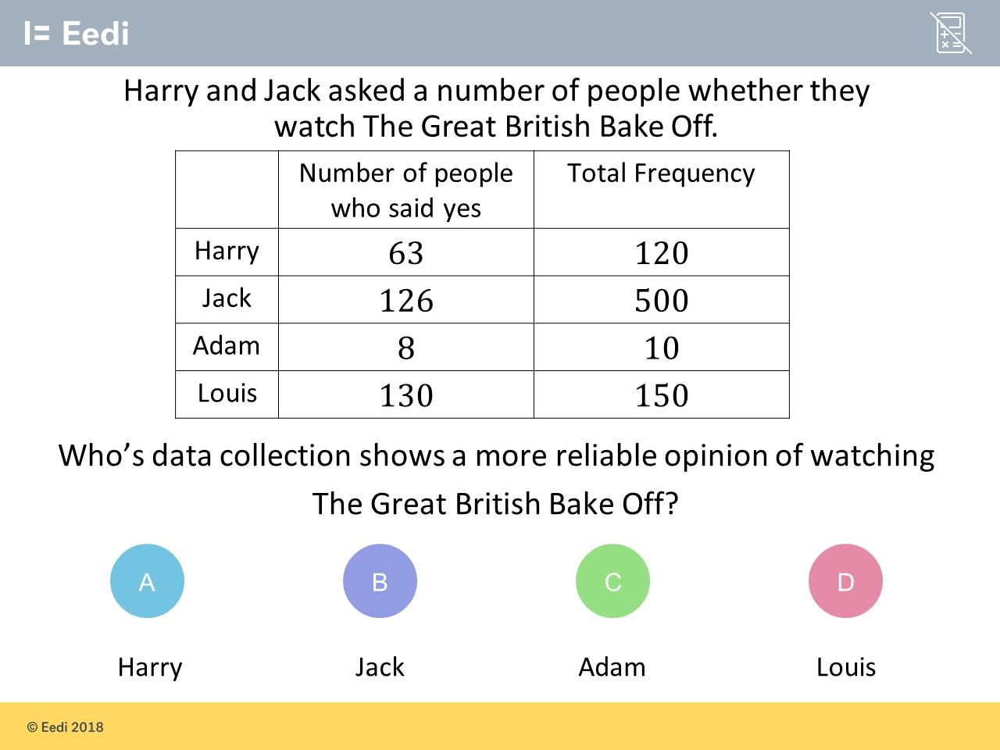 Eedi
Harry and Jack asked a number of people whether they
watch The Great British Bake Off.
Number of people who said yes Total Frequency
Harry 63 120
Jack 126 500
Adam 8 10
Louis 130 150
Who’s data collection shows a more reliable opinion of watching
The Great British Bake Off?
A B C D
Harry Jack Adam Louis
© Eedi 2018